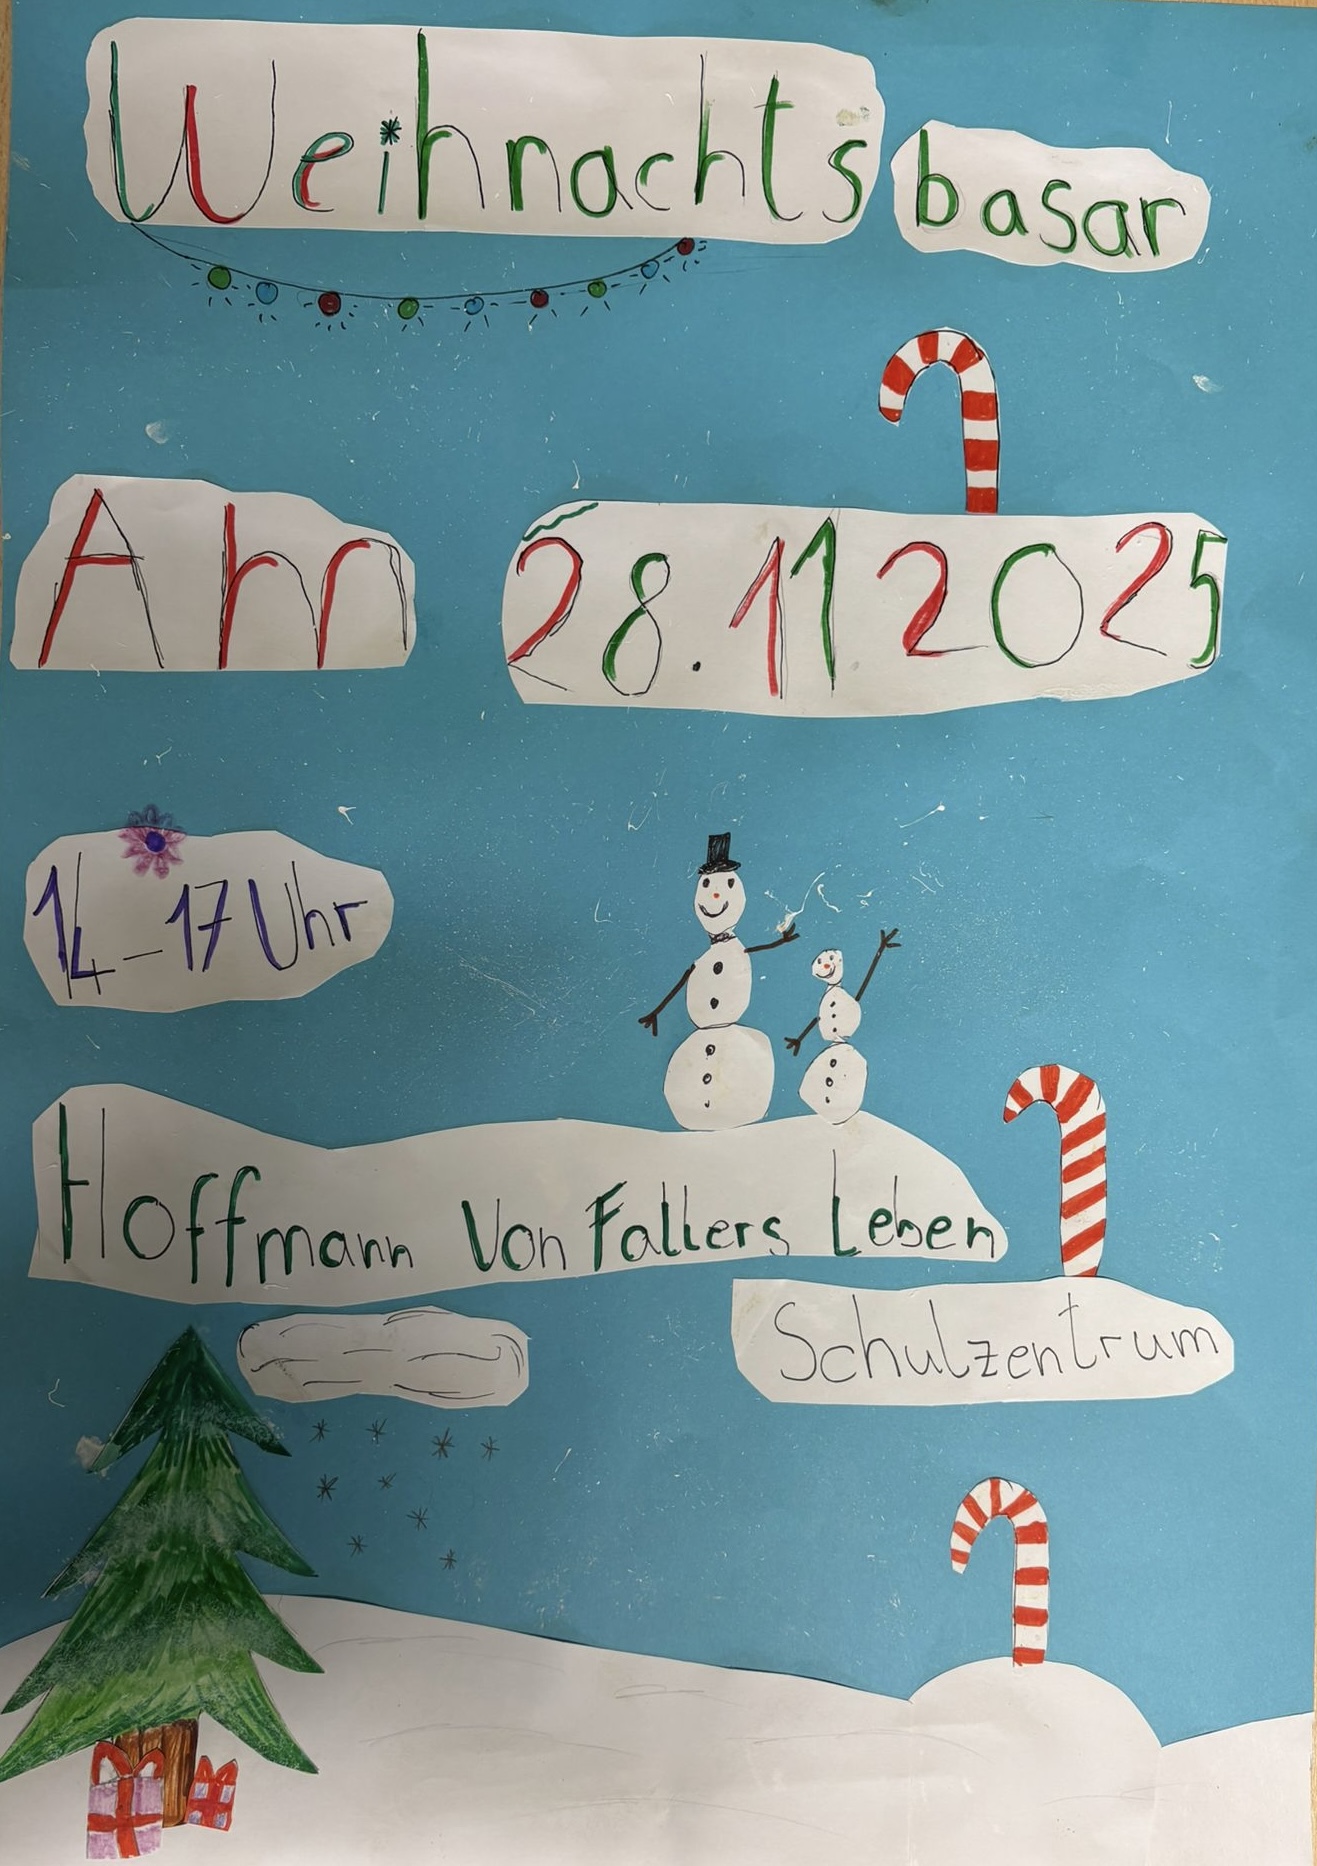 Weihnachtsbasar
Am 28.11 2025
14–17 Uhr
Hoffmann Von Fallers Leben
Schulzentrum